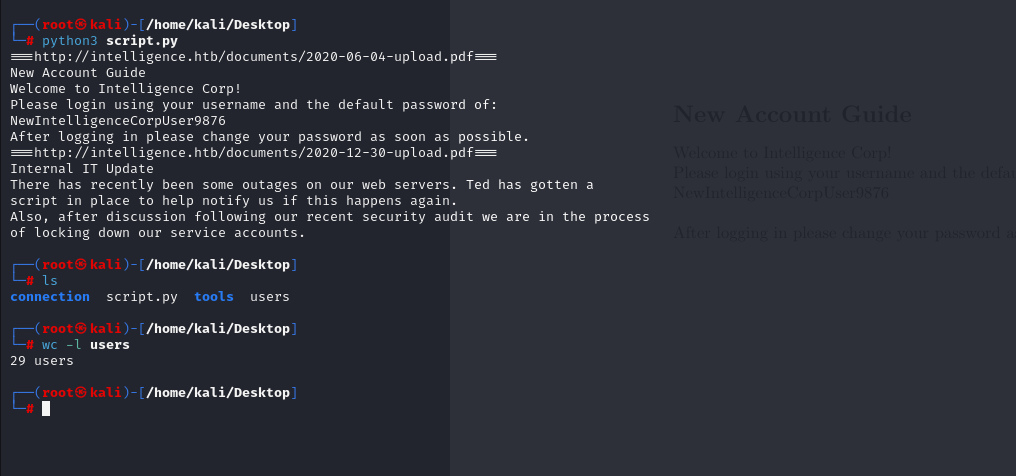 ┌──(root㉿kali)-[/home/kali/Desktop]
└─# python3 script.py
===http://intelligence.htb/documents/2020-06-04-upload.pdf===
New Account Guide
Welcome to Intelligence Corp!
Please login using your username and the default password of:
NewIntelligenceCorpUser9876
After logging in please change your password as soon as possible.
===http://intelligence.htb/documents/2020-12-30-upload.pdf===
Internal IT Update
There has recently been some outages on our web servers. Ted has gotten a
script in place to help notify us if this happens again.
Also, after discussion following our recent security audit we are in the process
of locking down our service accounts.
┌──(root㉿kali)-[/home/kali/Desktop]
└─# ls
connection  script.py  tools  users
┌──(root㉿kali)-[/home/kali/Desktop]
└─# wc -l users
29 users
┌──(root㉿kali)-[/home/kali/Desktop]
└─#
New Account Guide
Welcome to Intelligence Corp!
Please login using your username and the defau
NewIntelligenceCorpUser9876
After logging in please change your password a